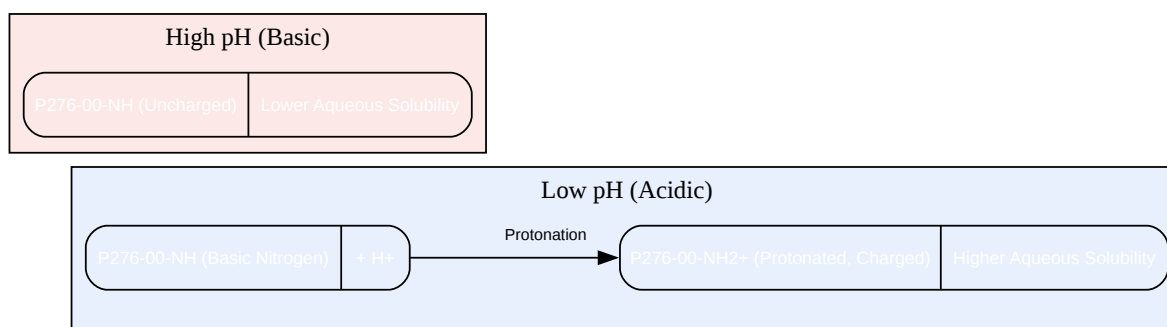 High pH (Basic)
P276-00-NH (Uncharged) Lower Aqueous Solubility
Low pH (Acidic)
Protonation
P276-00-NH (Basic Nitrogen) + H+ P276-00-NH2+ (Protonated, Charged) Higher Aqueous Solubility